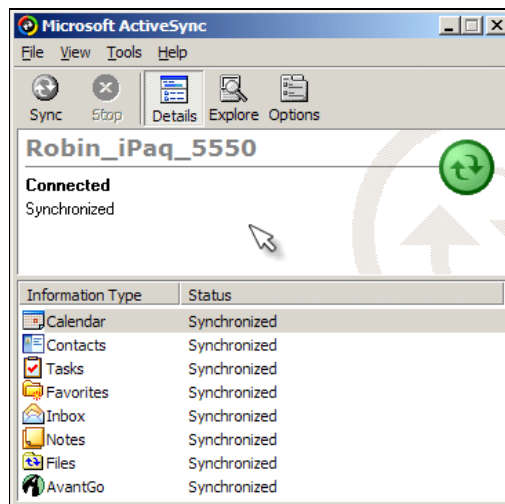 Microsoft ActiveSync
File View Tools Help
Sync Stop Details Explore Options
Robin_iPaq_5550
Connected
Synchronized
Information Type Status
Calendar Synchronized
Contacts Synchronized
Tasks Synchronized
Favorites Synchronized
Inbox Synchronized
Notes Synchronized
Files Synchronized
AvantGo Synchronized